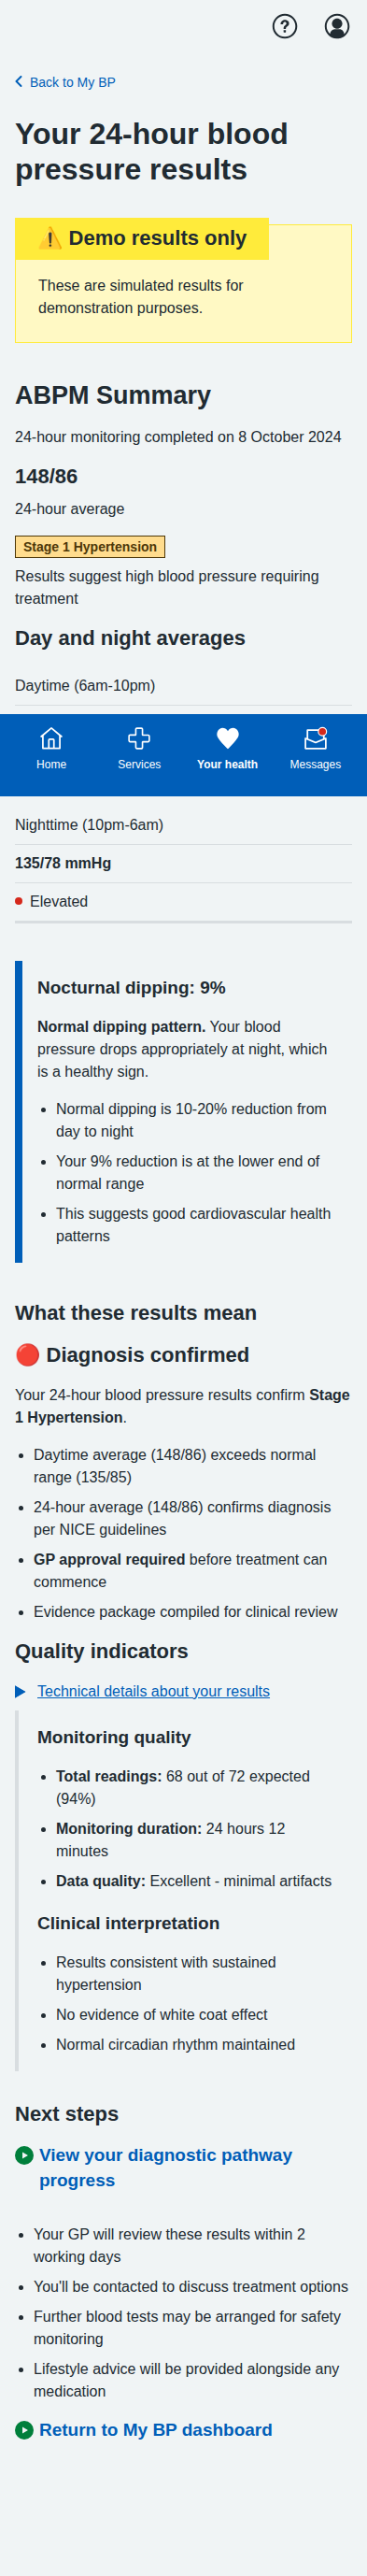 Back to My BP
Your 24-hour blood
pressure results
⚠️ Demo results only
These are simulated results for
demonstration purposes.
ABPM Summary
24-hour monitoring completed on 8 October 2024
148/86
24-hour average
Stage 1 Hypertension
Results suggest high blood pressure requiring
treatment
Day and night averages
Daytime (6am-10pm)
Home
Services
Your health
Messages
Nighttime (10pm-6am)
135/78 mmHg
Elevated
Nocturnal dipping: 9%
Normal dipping pattern. Your blood
pressure drops appropriately at night, which
is a healthy sign.
• Normal dipping is 10-20% reduction from
day to night
• Your 9% reduction is at the lower end of
normal range
• This suggests good cardiovascular health
patterns
What these results mean
🔴 Diagnosis confirmed
Your 24-hour blood pressure results confirm Stage
1 Hypertension.
• Daytime average (148/86) exceeds normal
range (135/85)
• 24-hour average (148/86) confirms diagnosis
per NICE guidelines
• GP approval required before treatment can
commence
• Evidence package compiled for clinical review
Quality indicators
Technical details about your results
Monitoring quality
• Total readings: 68 out of 72 expected
(94%)
• Monitoring duration: 24 hours 12
minutes
• Data quality: Excellent - minimal artifacts
Clinical interpretation
• Results consistent with sustained
hypertension
• No evidence of white coat effect
• Normal circadian rhythm maintained
Next steps
View your diagnostic pathway
progress
• Your GP will review these results within 2
working days
• You'll be contacted to discuss treatment options
• Further blood tests may be arranged for safety
monitoring
• Lifestyle advice will be provided alongside any
medication
Return to My BP dashboard